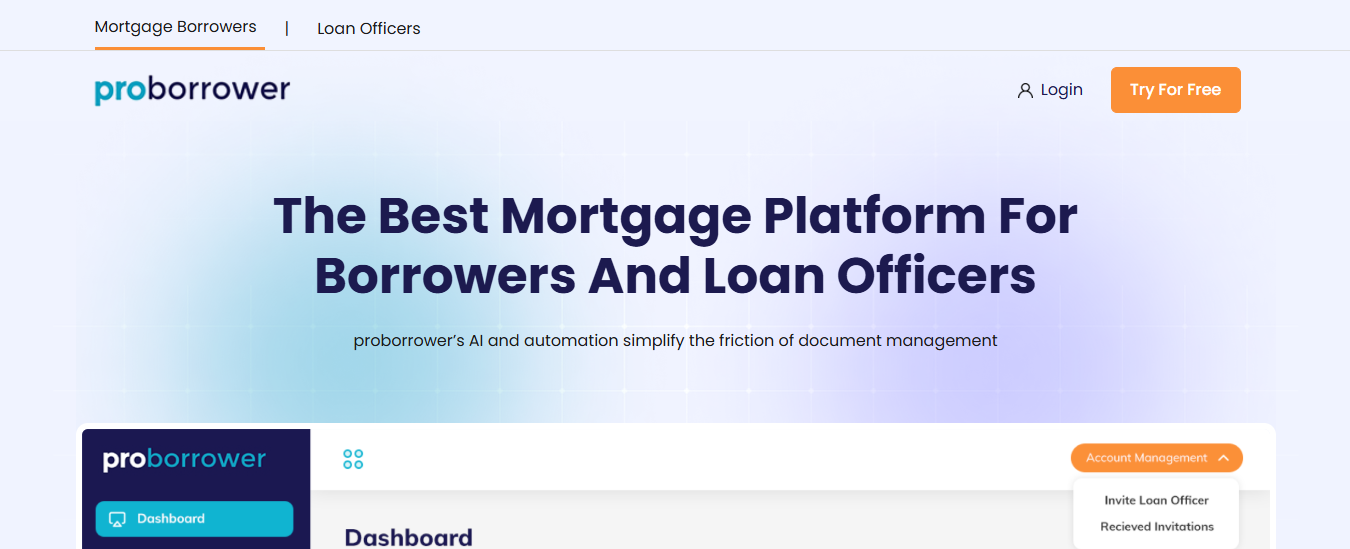 Mortgage Borrowers | Loan Officers
proborrower
Login
Try For Free
The Best Mortgage Platform For
Borrowers And Loan Officers
proborrower’s AI and automation simplify the friction of document management
proborrower
Account Management
Dashboard
Invite Loan Officer
Recieved Invitations
Dashboard